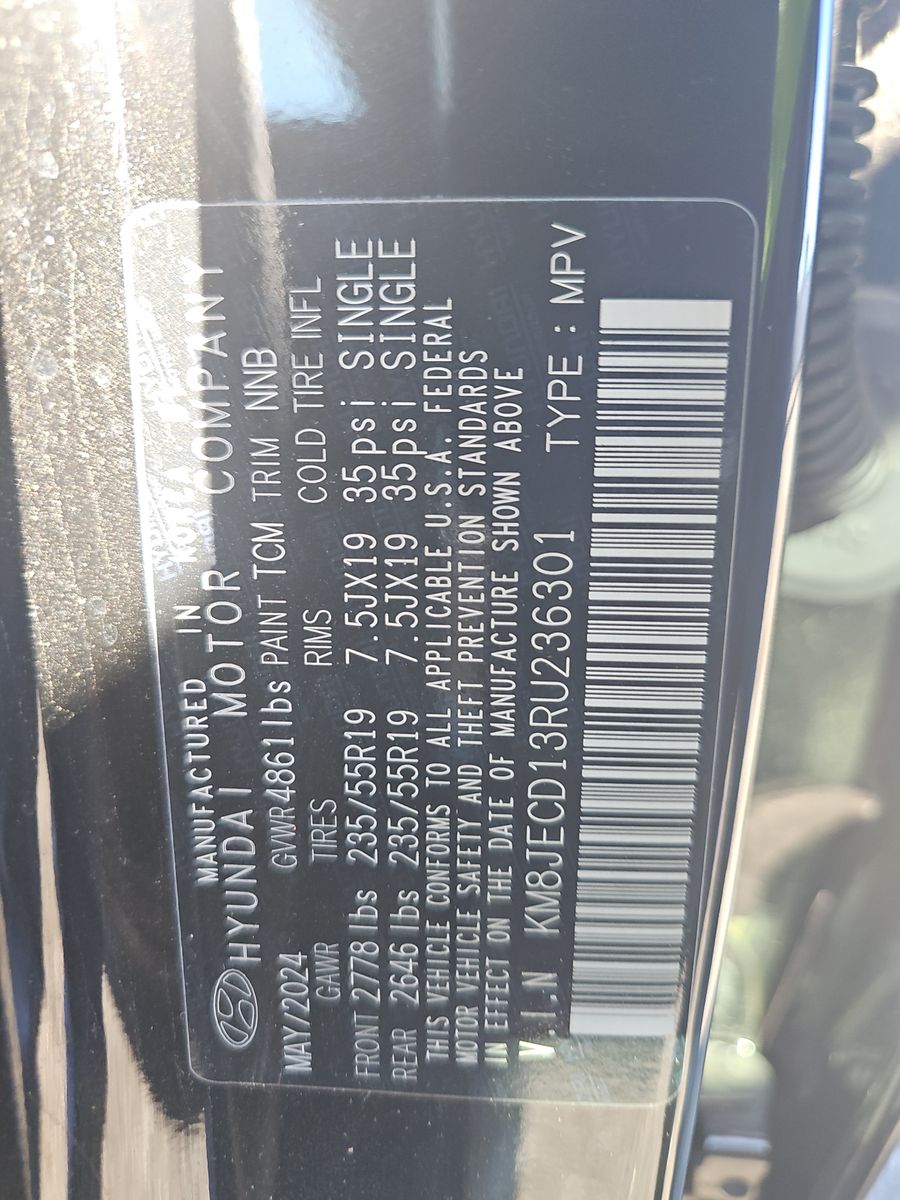 MANUFACTURED IN KOREA
HYUNDAI MOTOR COMPANY
MAY/2024 GVWR 4861lbs PAINT TCM TRIM NNB
GAWR TIRES RIMS COLD TIRE INFL
FRONT 2778 lbs 235/55R19 7.5JX19 35psi SINGLE
REAR 2646 lbs 235/55R19 7.5JX19 35psi SINGLE
THIS VEHICLE CONFORMS TO ALL APPLICABLE U.S.A. FEDERAL
MOTOR VEHICLE SAFETY AND THEFT PREVENTION STANDARDS
IN EFFECT ON THE DATE OF MANUFACTURE SHOWN ABOVE
V.I.N KM8JECD13RU236301 TYPE : MPV